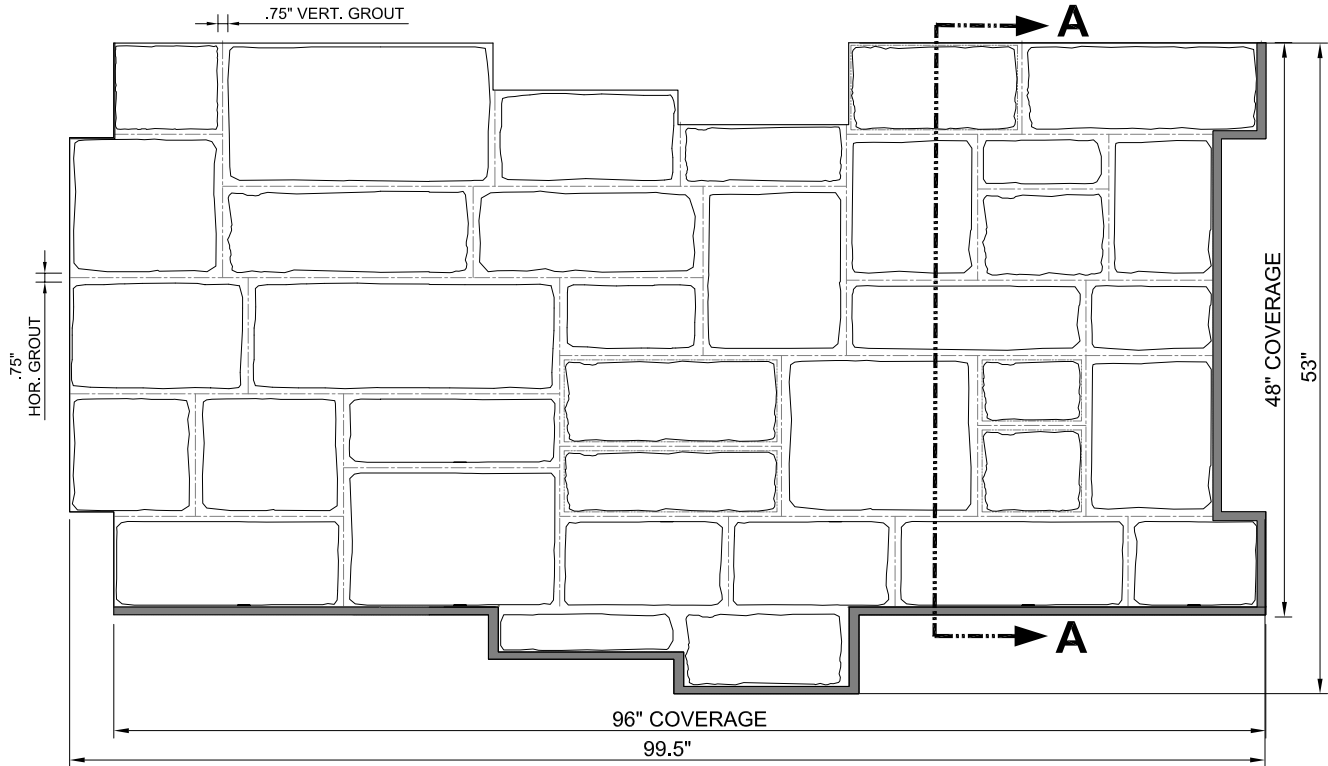 .75" VERT. GROUT
A
.75"
HOR. GROUT
48" COVERAGE
53"
A
96" COVERAGE
99.5"